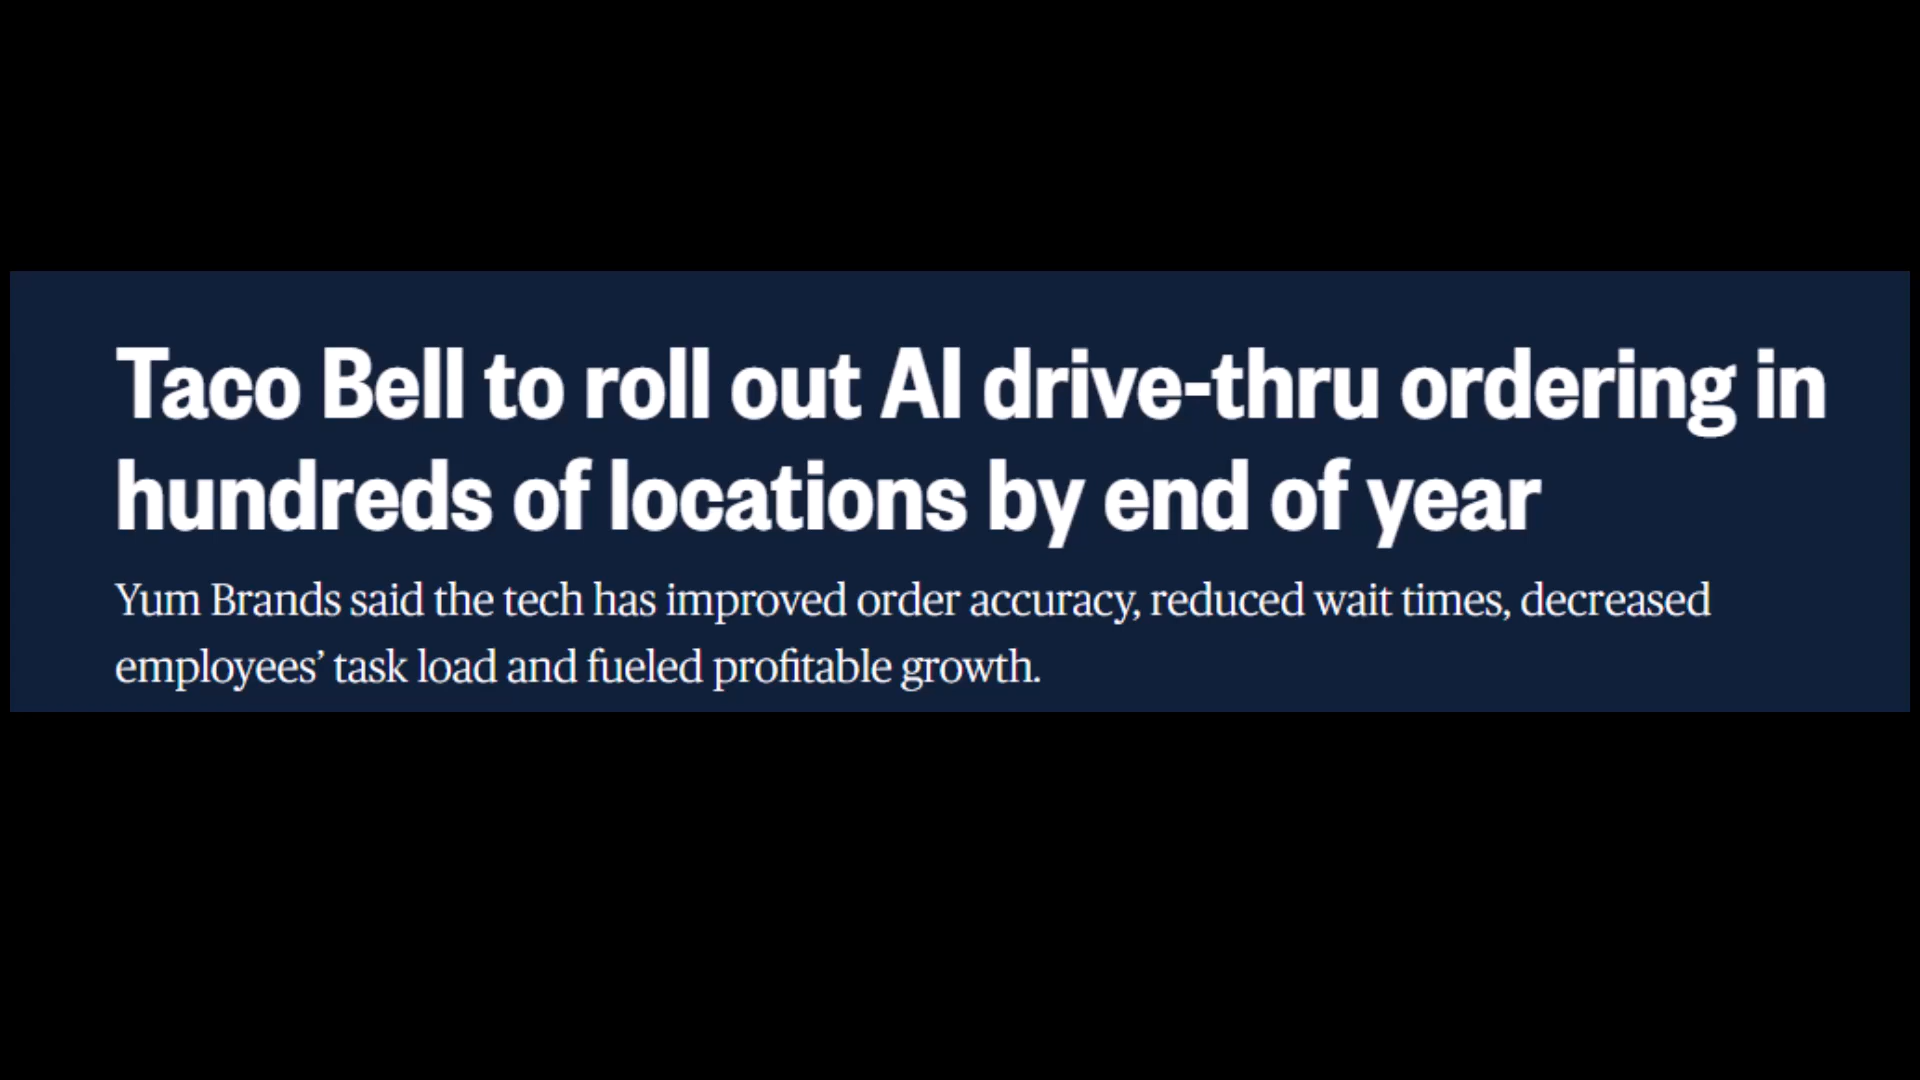 Taco Bell to roll out AI drive-thru ordering in
hundreds of locations by end of year
Yum Brands said the tech has improved order accuracy, reduced wait times, decreased
employees’ task load and fueled profitable growth.